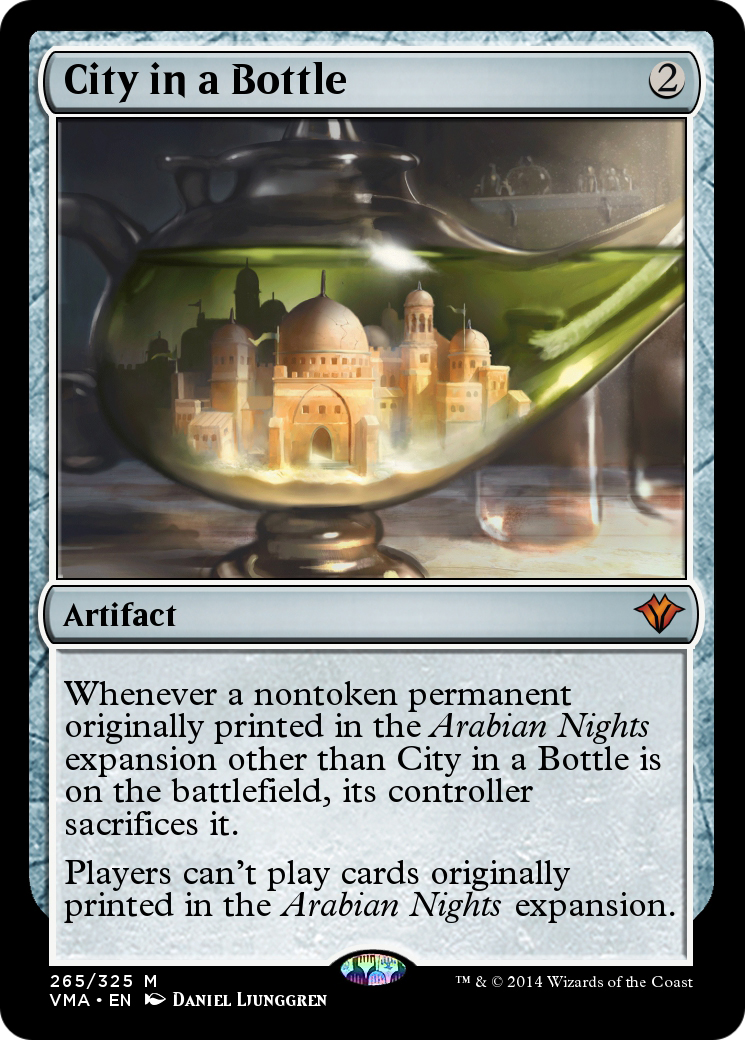 City in a Bottle 2
Artifact
Whenever a nontoken permanent
originally printed in the Arabian Nights
expansion other than City in a Bottle is
on the battlefield, its controller
sacrifices it.
Players can't play cards originally
printed in the Arabian Nights expansion.
265/325 M
VMA • EN Daniel Ljunggren
™ & © 2014 Wizards of the Coast